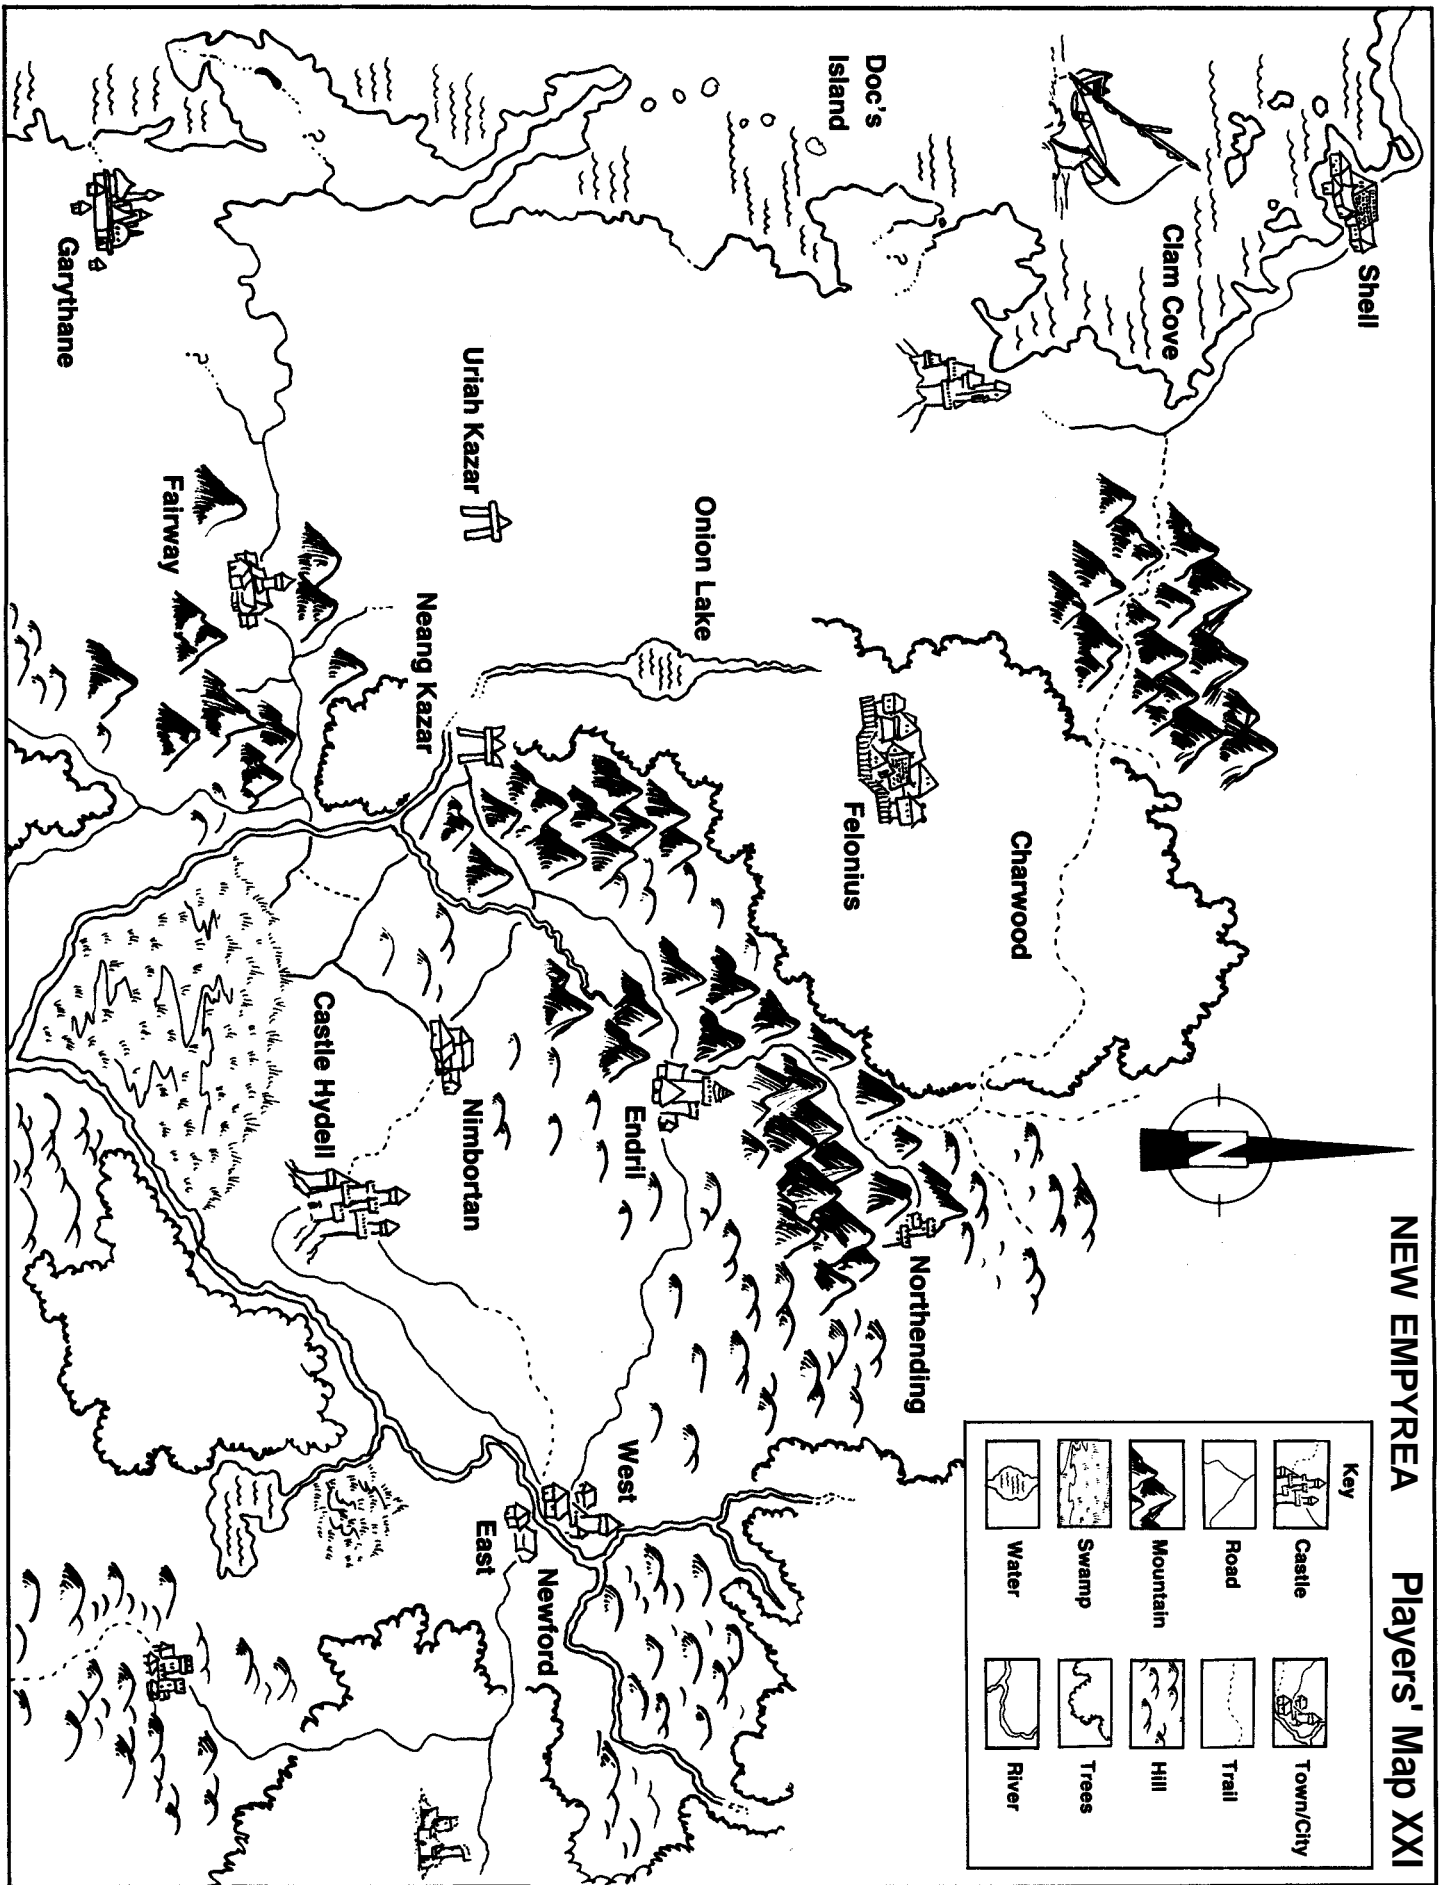 NEW EMPYREA Players' Map XXI
Shell
Key
Castle
Town/City
Road
Trail
Mountain
Hill
Swamp
Trees
Water
River
N
Clam Cove
Charwood
Northending
Doc's
Island
?
Felonius
Onion Lake
Endril
West
Newford
East
Uriah Kazar
Nimbortan
Neang Kazar
?
Castle Hydell
?
Fairway
Garythane